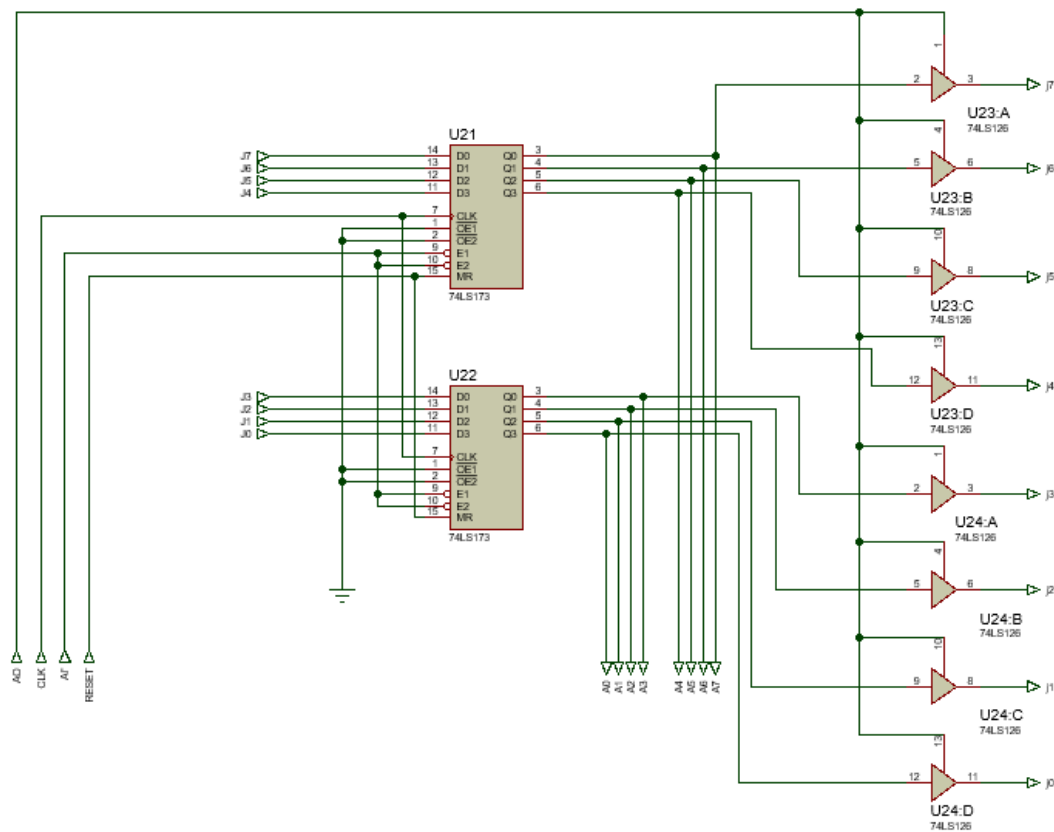 1
2
3
j7
U23:A
74LS126
4
5
6
j6
U23:B
74LS126
10
9
8
j5
U23:C
74LS126
13
12
11
j4
U23:D
74LS126
1
2
3
j3
U24:A
74LS126
4
5
6
j2
U24:B
74LS126
10
9
8
j1
U24:C
74LS126
13
12
11
j0
U24:D
74LS126
U21
J7 14 D0 Q0 3
J6 13 D1 Q1 4
J5 12 D2 Q2 5
J4 11 D3 Q3 6
7 CLK
1 OE1
2 OE2
9 E1
10 E2
15 MR
74LS173
U22
J3 14 D0 Q0 3
J2 13 D1 Q1 4
J1 12 D2 Q2 5
J0 11 D3 Q3 6
7 CLK
1 OE1
2 OE2
9 E1
10 E2
15 MR
74LS173
AO
CLK
RESET
A0
A1
A2
A3
A4
A5
A6
A7